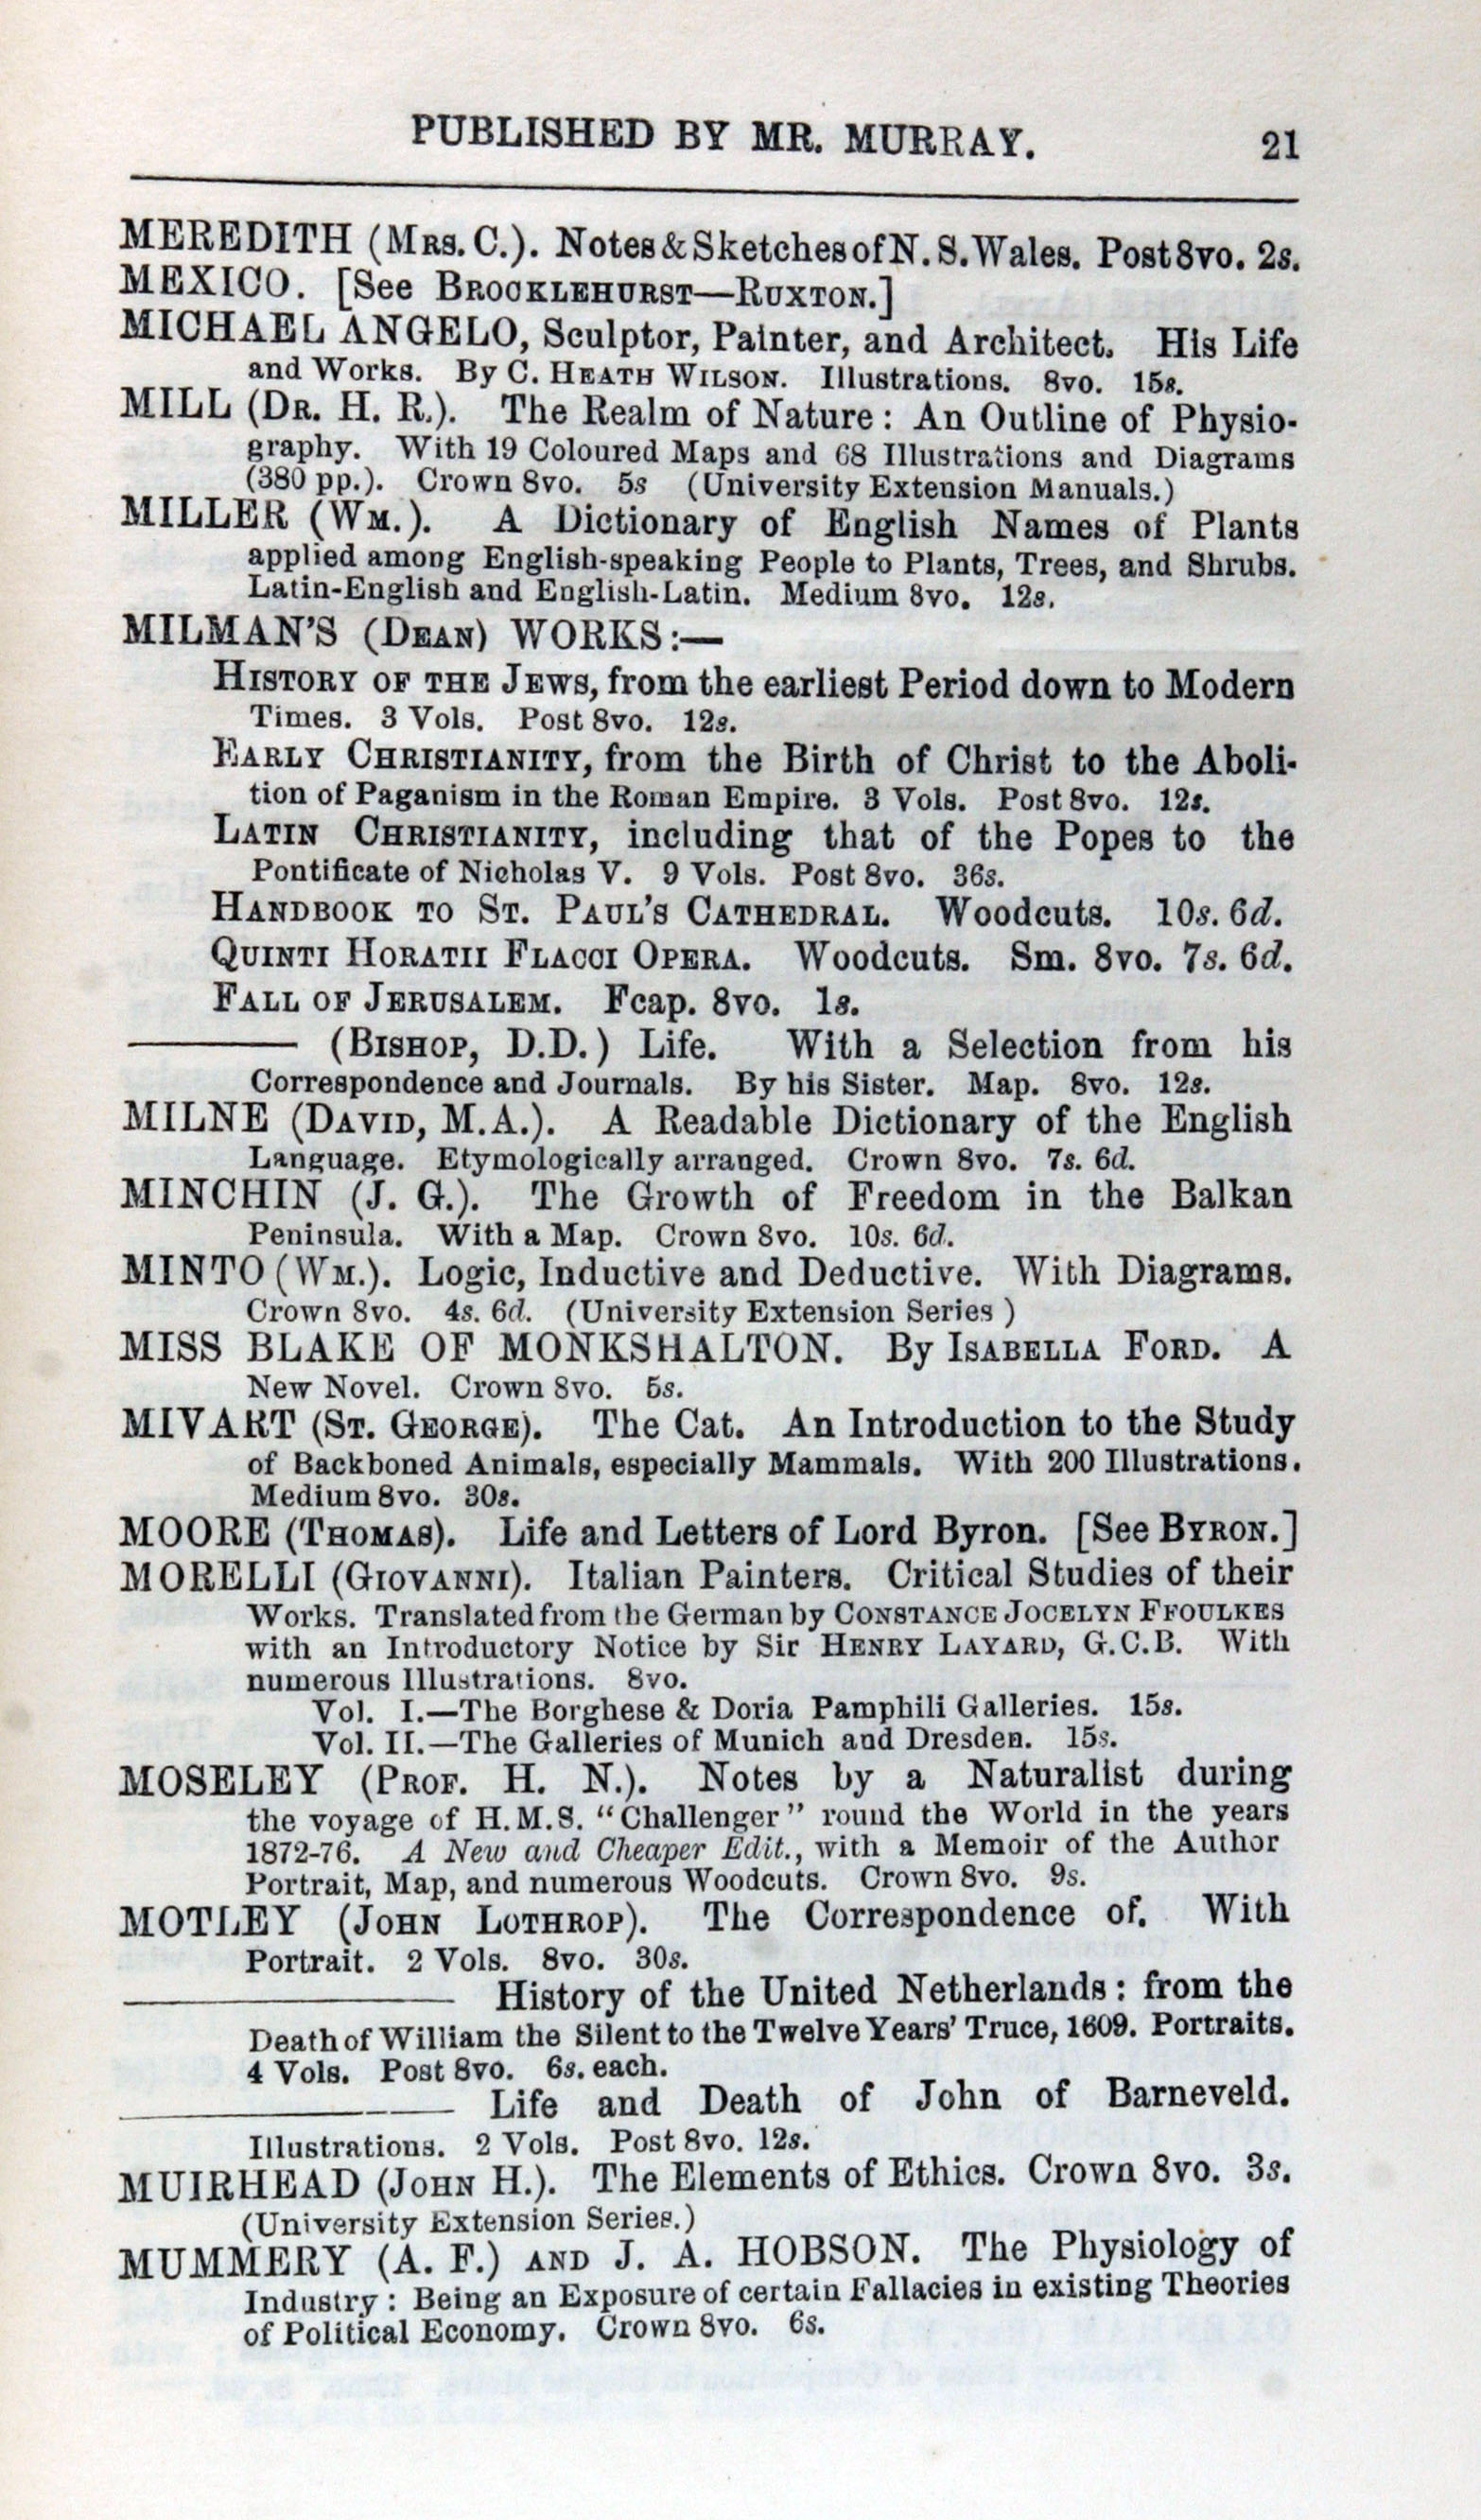 PUBLISHED BY MR. MURRAY. 21
MEREDITH (MRS. C.). Notes & Sketches of N. S. Wales. Post 8vo. 2s.
MEXICO. [See BROCKLEHURST—RUXTON.]
MICHAEL ANGELO, Sculptor, Painter, and Architect. His Life
and Works. By C. HEATH WILSON. Illustrations. 8vo. 15s.
MILL (DR. H. R.). The Realm of Nature: An Outline of Physio-
graphy. With 19 Coloured Maps and 68 Illustrations and Diagrams
(380 pp.). Crown 8vo. 5s (University Extension Manuals.)
MILLER (WM.). A Dictionary of English Names of Plants
applied among English-speaking People to Plants, Trees, and Shrubs.
Latin-English and English-Latin. Medium 8vo. 12s.
MILMAN'S (DEAN) WORKS:—
HISTORY OF THE JEWS, from the earliest Period down to Modern
Times. 3 Vols. Post 8vo. 12s.
EARLY CHRISTIANITY, from the Birth of Christ to the Aboli-
tion of Paganism in the Roman Empire. 3 Vols. Post 8vo. 12s.
LATIN CHRISTIANITY, including that of the Popes to the
Pontificate of Nicholas V. 9 Vols. Post 8vo. 36s.
HANDBOOK TO ST. PAUL'S CATHEDRAL. Woodcuts. 10s. 6d.
QUINTI HORATII FLACCI OPERA. Woodcuts. Sm. 8vo. 7s. 6d.
FALL OF JERUSALEM. Fcap. 8vo. 1s.
——— (BISHOP, D.D.) Life. With a Selection from his
Correspondence and Journals. By his Sister. Map. 8vo. 12s.
MILNE (DAVID, M.A.). A Readable Dictionary of the English
Language. Etymologically arranged. Crown 8vo. 7s. 6d.
MINCHIN (J. G.). The Growth of Freedom in the Balkan
Peninsula. With a Map. Crown 8vo. 10s. 6d.
MINTO (WM.). Logic, Inductive and Deductive. With Diagrams.
Crown 8vo. 4s. 6d. (University Extension Series )
MISS BLAKE OF MONKSHALTON. By ISABELLA FORD. A
New Novel. Crown 8vo. 5s.
MIVART (ST. GEORGE). The Cat. An Introduction to the Study
of Backboned Animals, especially Mammals. With 200 Illustrations.
Medium 8vo. 30s.
MOORE (THOMAS). Life and Letters of Lord Byron. [See BYRON.]
MORELLI (GIOVANNI). Italian Painters. Critical Studies of their
Works. Translated from the German by CONSTANCE JOCELYN FFOULKES
with an Introductory Notice by Sir HENRY LAYARD, G.C.B. With
numerous Illustrations. 8vo.
Vol. I.—The Borghese & Doria Pamphili Galleries. 15s.
Vol. II.—The Galleries of Munich and Dresden. 15s.
MOSELEY (PROF. H. N.). Notes by a Naturalist during
the voyage of H.M.S. "Challenger" round the World in the years
1872-76. A New and Cheaper Edit., with a Memoir of the Author
Portrait, Map, and numerous Woodcuts. Crown 8vo. 9s.
MOTLEY (JOHN LOTHROP). The Correspondence of. With
Portrait. 2 Vols. 8vo. 30s.
——— History of the United Netherlands: from the
Death of William the Silent to the Twelve Years' Truce, 1609. Portraits.
4 Vols. Post 8vo. 6s. each.
——— Life and Death of John of Barneveld.
Illustrations. 2 Vols. Post 8vo. 12s.
MUIRHEAD (JOHN H.). The Elements of Ethics. Crown 8vo. 3s.
(University Extension Series.)
MUMMERY (A. F.) AND J. A. HOBSON. The Physiology of
Industry: Being an Exposure of certain Fallacies in existing Theories
of Political Economy. Crown 8vo. 6s.